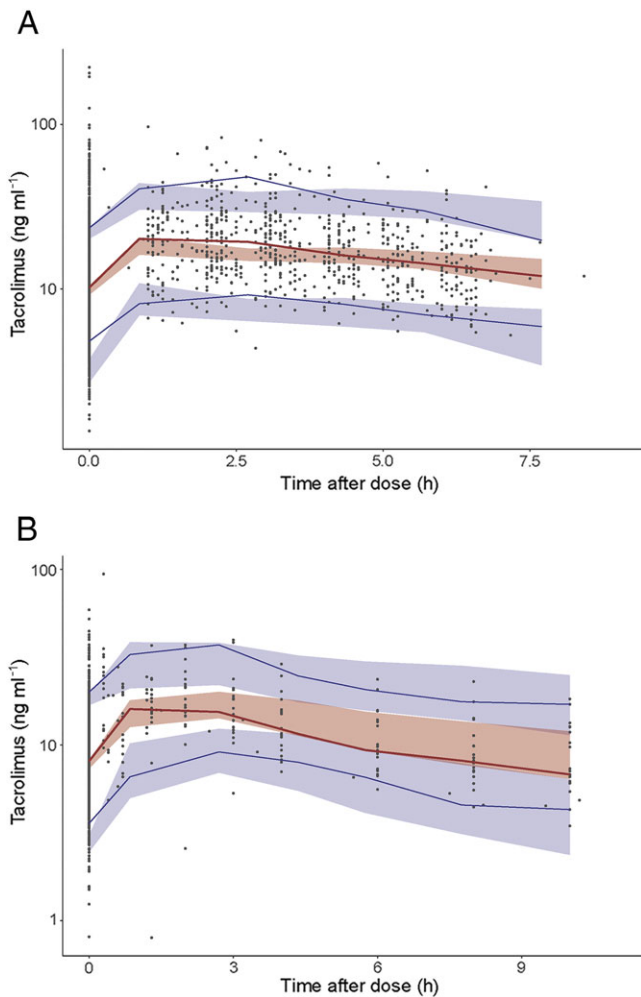 A
Tacrolimus (ng ml⁻¹)
100
10
0.0 2.5 5.0 7.5
Time after dose (h)
B
Tacrolimus (ng ml⁻¹)
100
10
1
0 3 6 9
Time after dose (h)